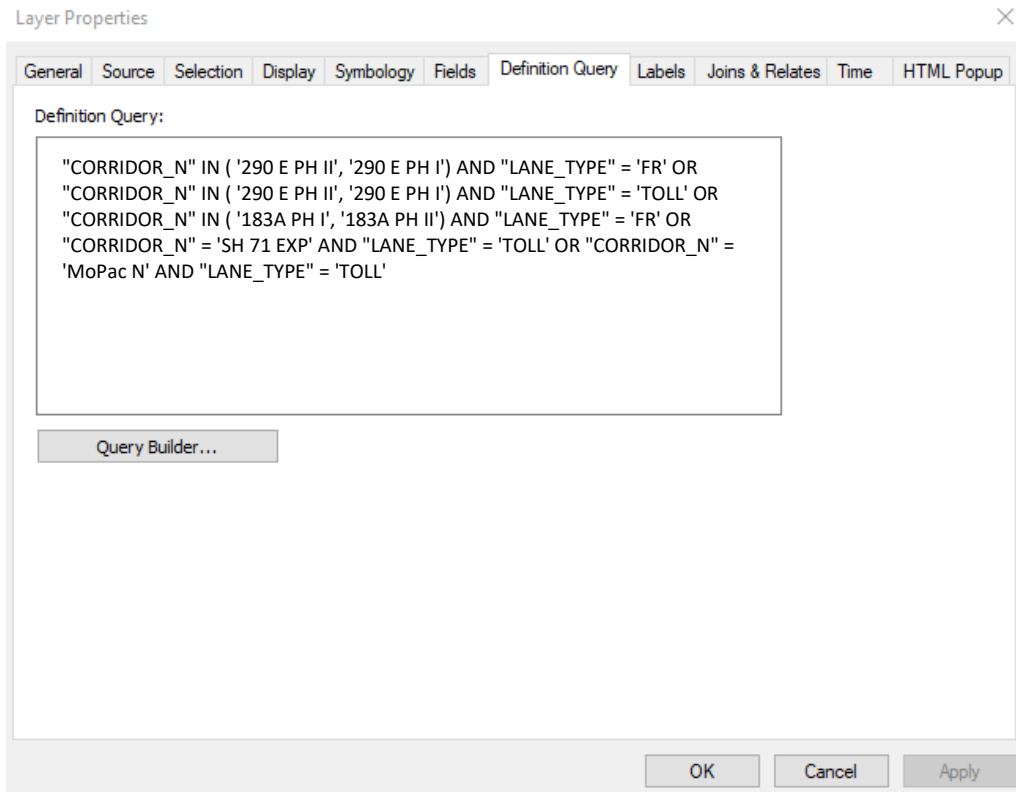 Layer Properties
General Source Selection Display Symbology Fields Definition Query Labels Joins & Relates Time HTML Popup
Definition Query:
"CORRIDOR_N" IN ( '290 E PH II', '290 E PH I') AND "LANE_TYPE" = 'FR' OR
"CORRIDOR_N" IN ( '290 E PH II', '290 E PH I') AND "LANE_TYPE" = 'TOLL' OR
"CORRIDOR_N" IN ( '183A PH I', '183A PH II') AND "LANE_TYPE" = 'FR' OR
"CORRIDOR_N" = 'SH 71 EXP' AND "LANE_TYPE" = 'TOLL' OR "CORRIDOR_N" =
'MoPac N' AND "LANE_TYPE" = 'TOLL'
Query Builder...
OK Cancel Apply